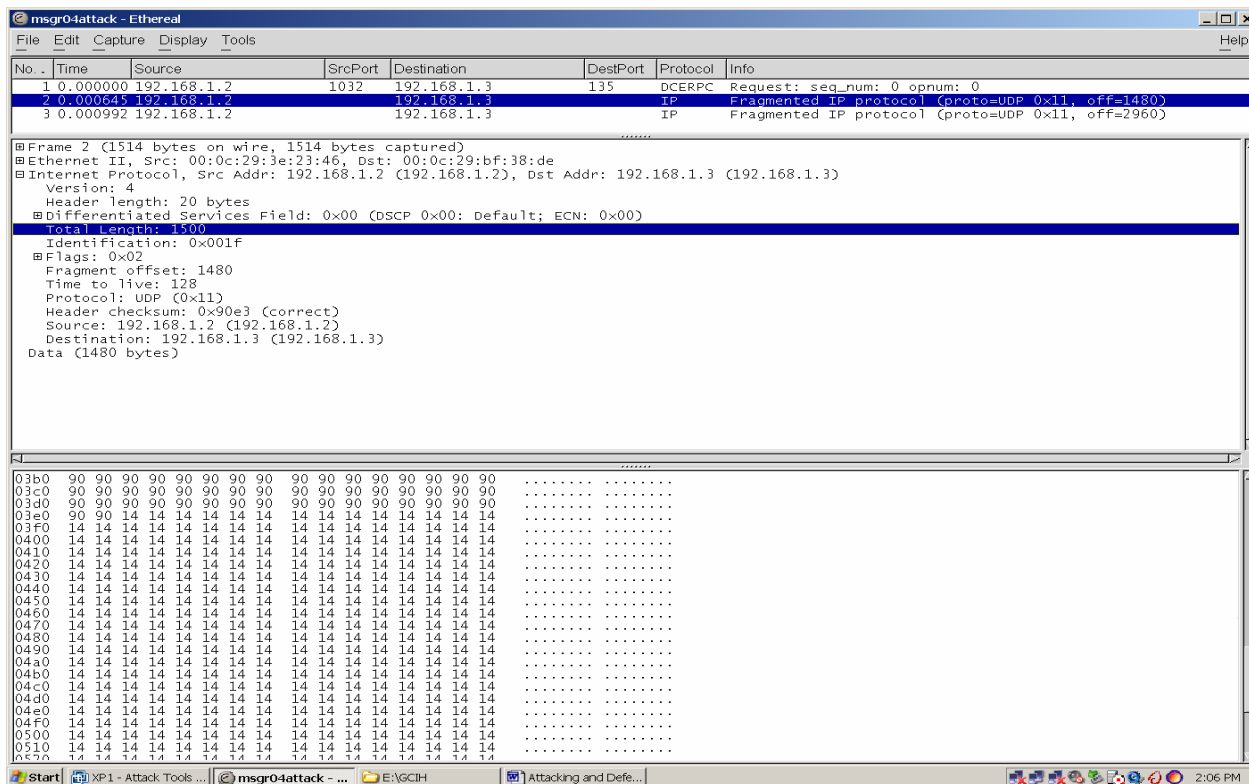 msgr04attack - Ethereal
File Edit Capture Display Tools Help
No. . Time Source SrcPort Destination DestPort Protocol Info
1 0.000000 192.168.1.2 1032 192.168.1.3 135 DCERPC Request: seq_num: 0 opnum: 0
2 0.000645 192.168.1.2 192.168.1.3 IP Fragmented IP protocol (proto=UDP 0x11, off=1480)
3 0.000992 192.168.1.2 192.168.1.3 IP Fragmented IP protocol (proto=UDP 0x11, off=2960)
Frame 2 (1514 bytes on wire, 1514 bytes captured)
Ethernet II, Src: 00:0c:29:3e:23:46, Dst: 00:0c:29:bf:38:de
Internet Protocol, Src Addr: 192.168.1.2 (192.168.1.2), Dst Addr: 192.168.1.3 (192.168.1.3)
Version: 4
Header length: 20 bytes
Differentiated Services Field: 0x00 (DSCP 0x00: Default; ECN: 0x00)
Total Length: 1500
Identification: 0x001f
Flags: 0x02
Fragment offset: 1480
Time to live: 128
Protocol: UDP (0x11)
Header checksum: 0x90e3 (correct)
Source: 192.168.1.2 (192.168.1.2)
Destination: 192.168.1.3 (192.168.1.3)
Data (1480 bytes)
03b0 90 90 90 90 90 90 90 90 90 90 90 90 90 90 90 90 ........ ........
03c0 90 90 90 90 90 90 90 90 90 90 90 90 90 90 90 90 ........ ........
03d0 90 90 90 90 90 90 90 90 90 90 90 90 90 90 90 90 ........ ........
03e0 90 90 14 14 14 14 14 14 14 14 14 14 14 14 14 14 ........ ........
03f0 14 14 14 14 14 14 14 14 14 14 14 14 14 14 14 14 ........ ........
0400 14 14 14 14 14 14 14 14 14 14 14 14 14 14 14 14 ........ ........
0410 14 14 14 14 14 14 14 14 14 14 14 14 14 14 14 14 ........ ........
0420 14 14 14 14 14 14 14 14 14 14 14 14 14 14 14 14 ........ ........
0430 14 14 14 14 14 14 14 14 14 14 14 14 14 14 14 14 ........ ........
0440 14 14 14 14 14 14 14 14 14 14 14 14 14 14 14 14 ........ ........
0450 14 14 14 14 14 14 14 14 14 14 14 14 14 14 14 14 ........ ........
0460 14 14 14 14 14 14 14 14 14 14 14 14 14 14 14 14 ........ ........
0470 14 14 14 14 14 14 14 14 14 14 14 14 14 14 14 14 ........ ........
0480 14 14 14 14 14 14 14 14 14 14 14 14 14 14 14 14 ........ ........
0490 14 14 14 14 14 14 14 14 14 14 14 14 14 14 14 14 ........ ........
04a0 14 14 14 14 14 14 14 14 14 14 14 14 14 14 14 14 ........ ........
04b0 14 14 14 14 14 14 14 14 14 14 14 14 14 14 14 14 ........ ........
04c0 14 14 14 14 14 14 14 14 14 14 14 14 14 14 14 14 ........ ........
04d0 14 14 14 14 14 14 14 14 14 14 14 14 14 14 14 14 ........ ........
04e0 14 14 14 14 14 14 14 14 14 14 14 14 14 14 14 14 ........ ........
04f0 14 14 14 14 14 14 14 14 14 14 14 14 14 14 14 14 ........ ........
0500 14 14 14 14 14 14 14 14 14 14 14 14 14 14 14 14 ........ ........
0510 14 14 14 14 14 14 14 14 14 14 14 14 14 14 14 14 ........ ........
14 14 14 14 14 14 14 14 14 14 14 14 14 14 14 14
Start XP1 - Attack Tools ... msgr04attack - ... E:\GCIH Attacking and Defe... 2:06 PM